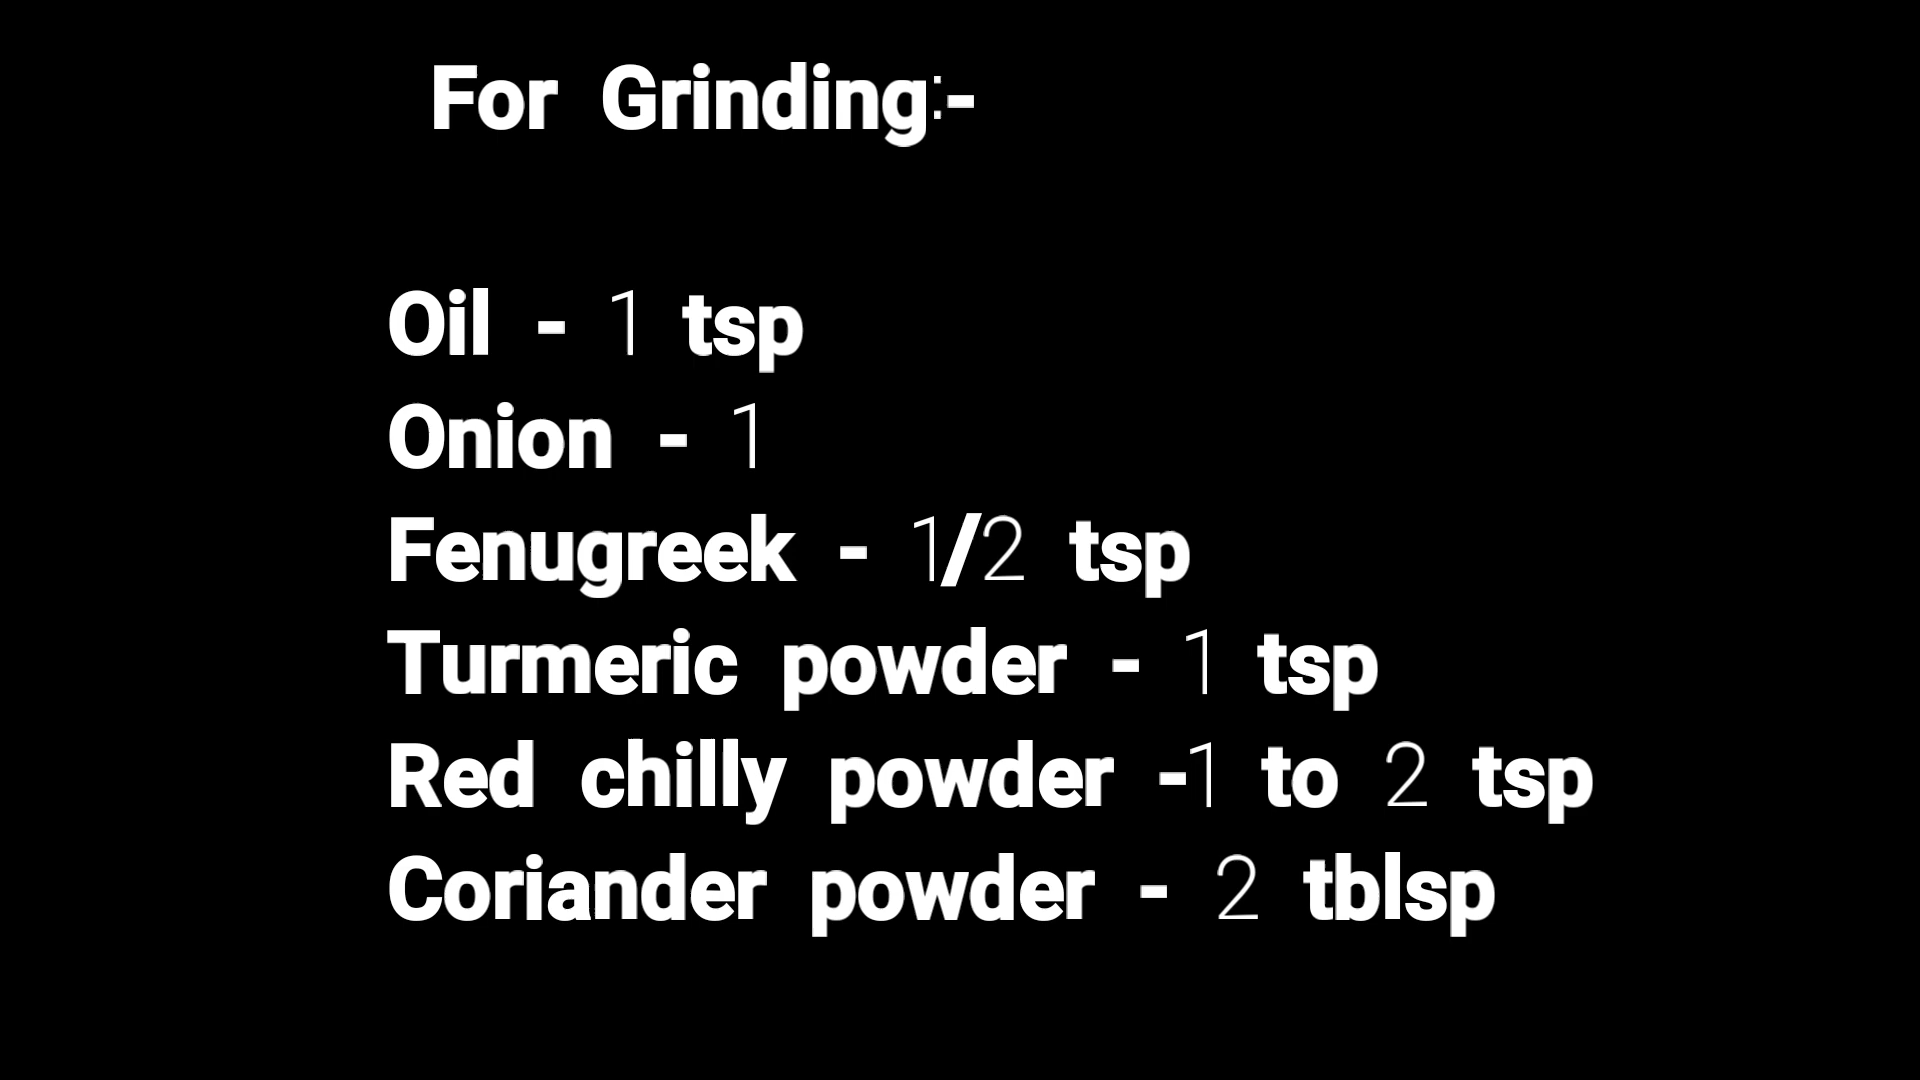 For Grinding:-
Oil - 1 tsp
Onion - 1
Fenugreek - 1/2 tsp
Turmeric powder - 1 tsp
Red chilly powder -1 to 2 tsp
Coriander powder - 2 tblsp